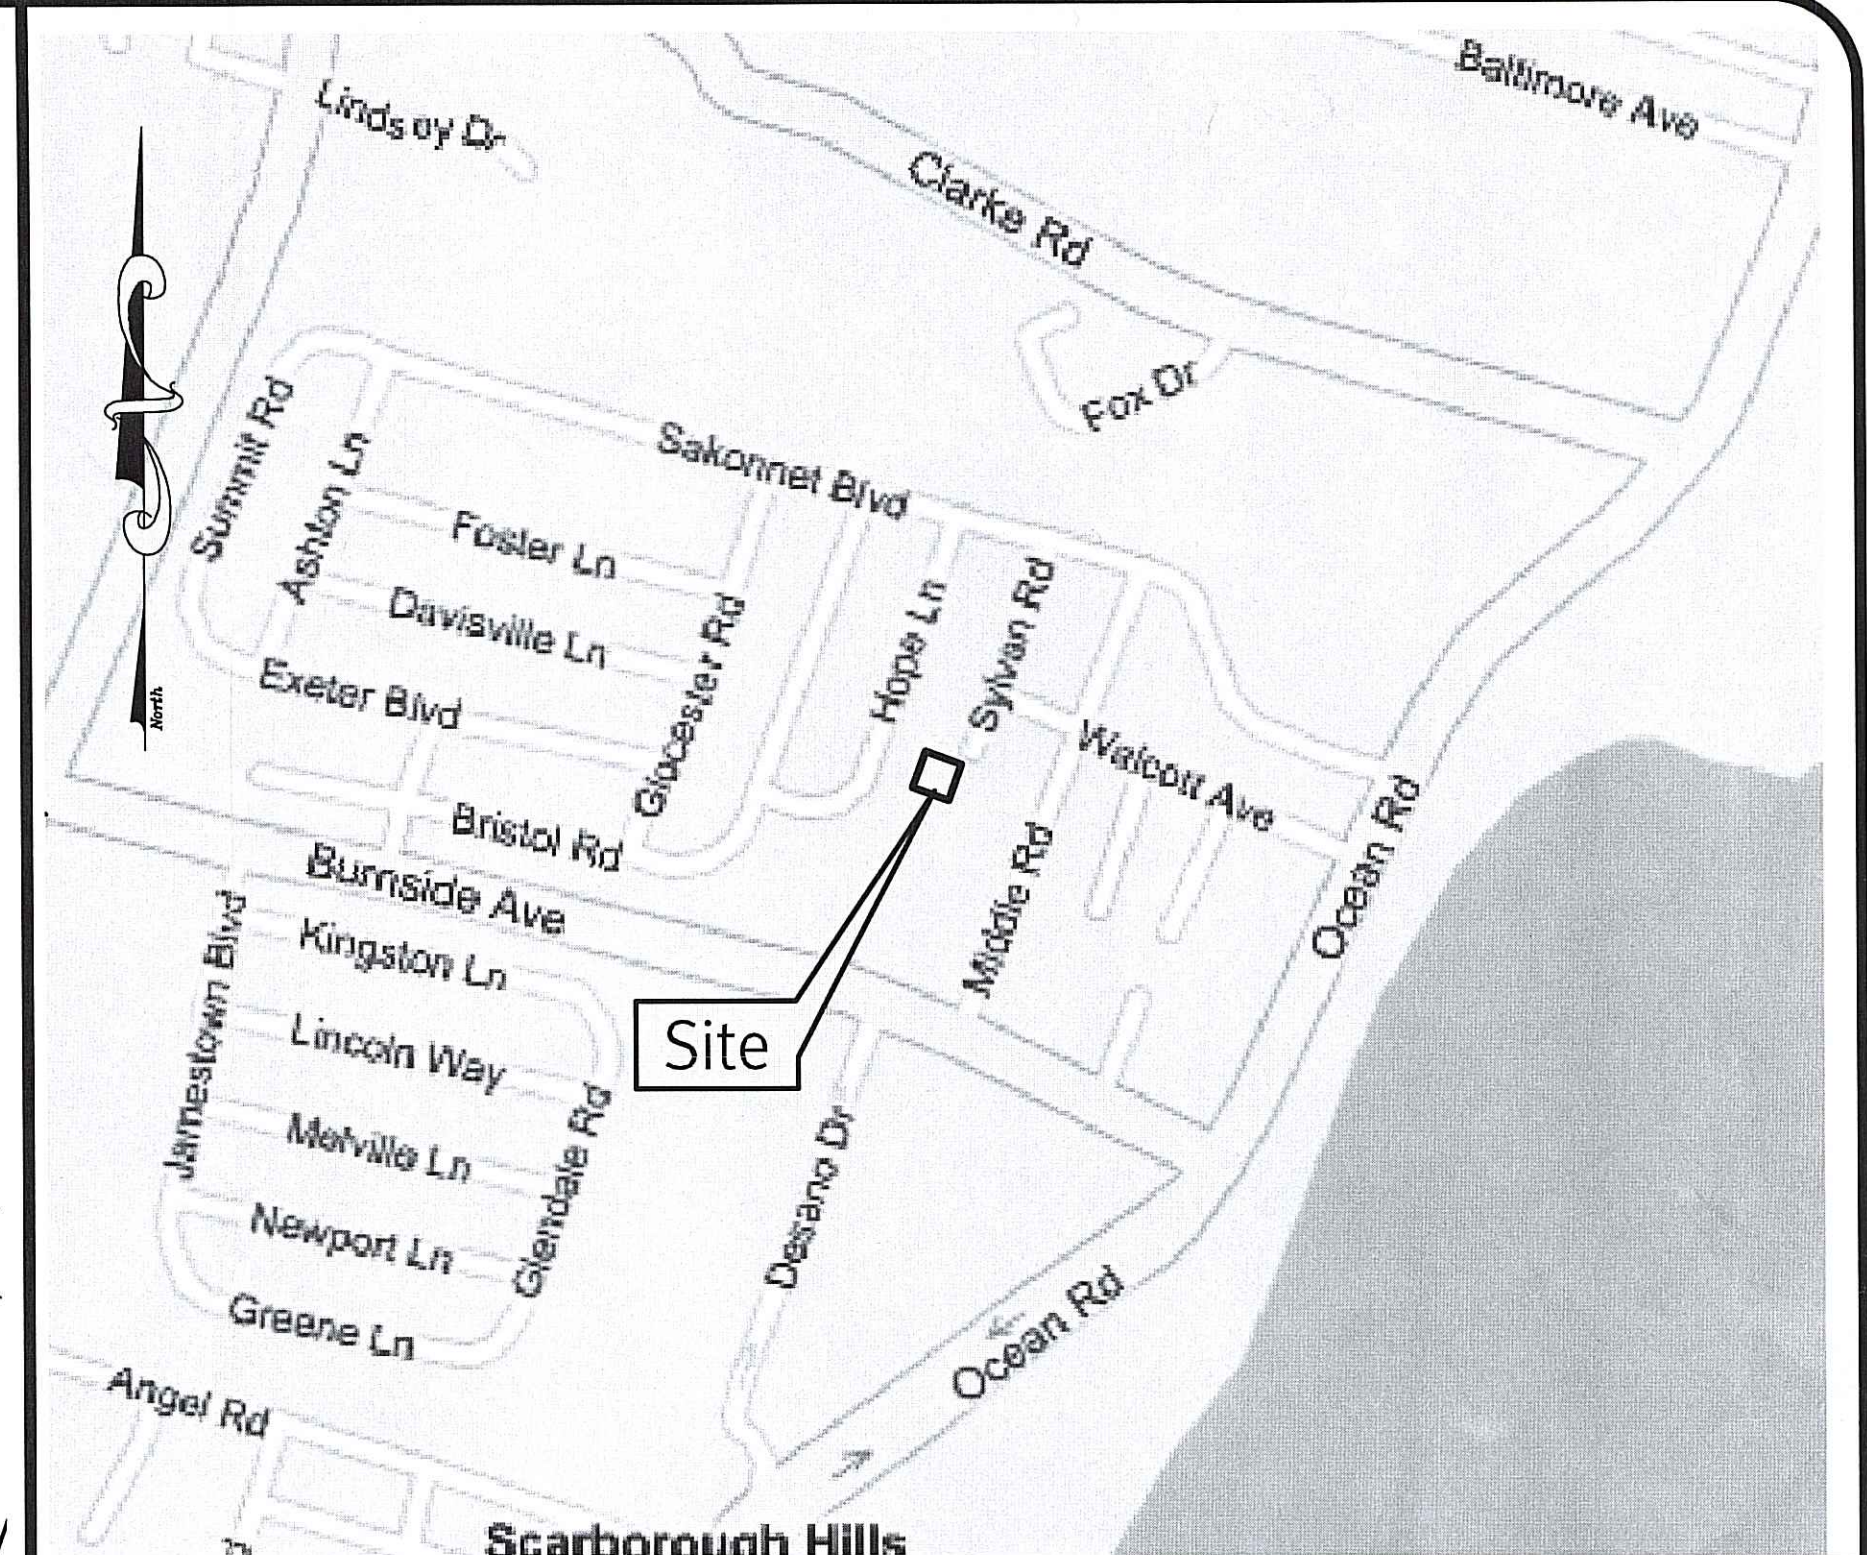 Baltimore Ave
Lindsey Dr
Clarke Rd
Fox Dr
Summit Rd
Ashton Ln
Sakonnet Blvd
Foster Ln
Davisville Ln
Exeter Blvd
Glocester Rd
Hope Ln
Sylvan Rd
Walcott Ave
North
Bristol Rd
Burnside Ave
Middle Rd
Ocean Rd
Jamestown Blvd
Kingston Ln
Lincoln Way
Site
Melville Ln
Glendale Rd
Desano Dr
Newport Ln
Greene Ln
Ocean Rd
Angel Rd
Scarborough Hills